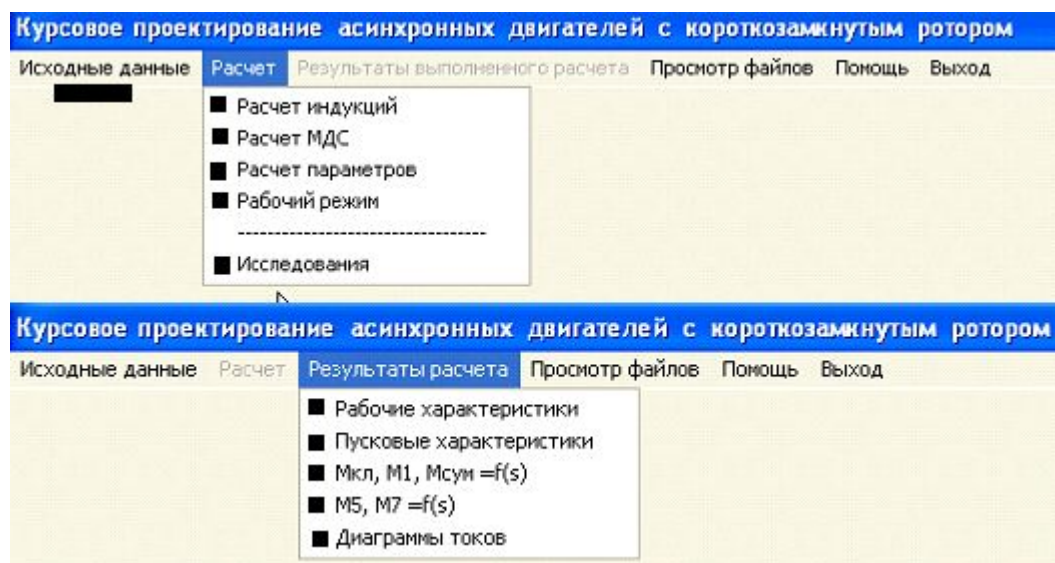 Курсовое проектирование асинхронных двигателей с короткозамкнутым ротором
Исходные данные Расчет Результаты выполненного расчета Просмотр файлов Помощь Выход
Расчет индукций
Расчет МДС
Расчет параметров
Рабочий режим
----------------------------------
Исследования
Курсовое проектирование асинхронных двигателей с короткозамкнутым ротором
Исходные данные Расчет Результаты расчета Просмотр файлов Помощь Выход
Рабочие характеристики
Пусковые характеристики
Мкл, М1, Мсум =f(s)
М5, М7 =f(s)
Диаграммы токов